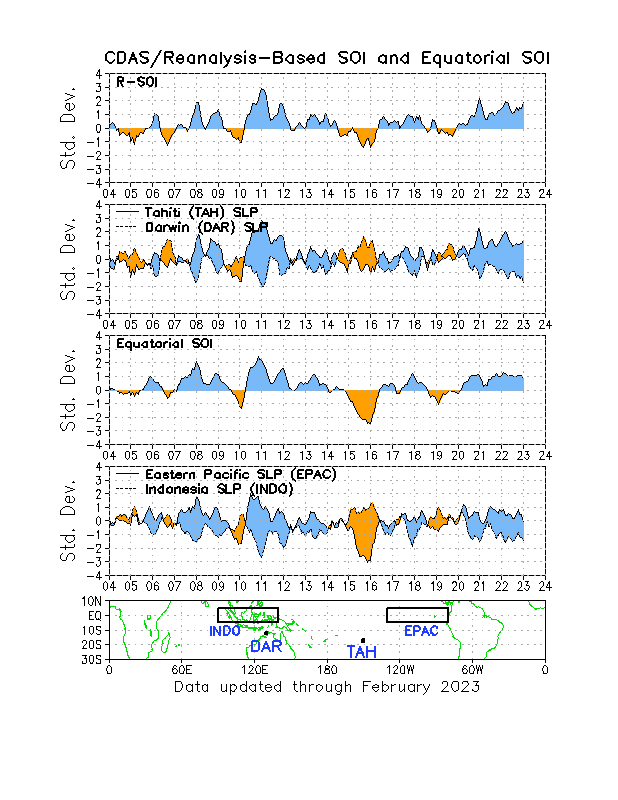 CDAS/Reanalysis-Based SOI and Equatorial SOI
R-SOI
Std. Dev.
4
3
2
1
0
-1
-2
-3
-4
04 05 06 07 08 09 10 11 12 13 14 15 16 17 18 19 20 21 22 23 24
Tahiti (TAH) SLP
Darwin (DAR) SLP
Std. Dev.
4
3
2
1
0
-1
-2
-3
-4
04 05 06 07 08 09 10 11 12 13 14 15 16 17 18 19 20 21 22 23 24
Equatorial SOI
Std. Dev.
4
3
2
1
0
-1
-2
-3
-4
04 05 06 07 08 09 10 11 12 13 14 15 16 17 18 19 20 21 22 23 24
Eastern Pacific SLP (EPAC)
Indonesia SLP (INDO)
Std. Dev.
4
3
2
1
0
-1
-2
-3
-4
04 05 06 07 08 09 10 11 12 13 14 15 16 17 18 19 20 21 22 23 24
10N
EQ
10S
20S
30S
INDO
EPAC
DAR
TAH
0 60E 120E 180 120W 60W 0
Data updated through February 2023